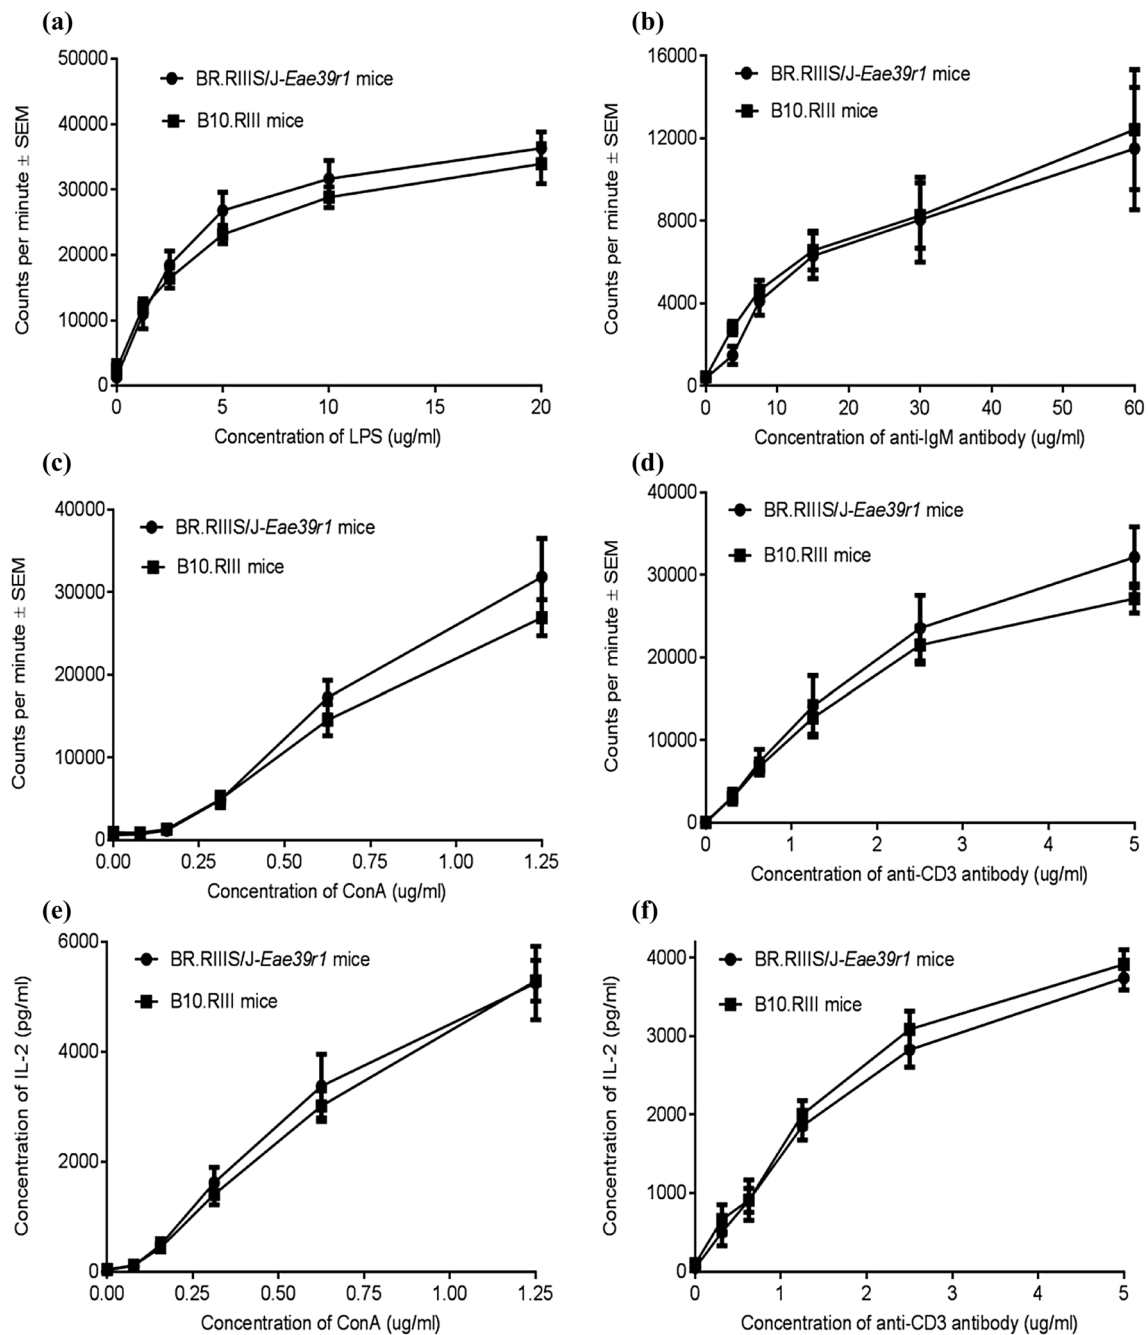 (a)
50000
40000
30000
20000
10000
0
Counts per minute ± SEM
BR.RIIIS/J-Eae39r1 mice
B10.RIII mice
0 5 10 15 20
Concentration of LPS (ug/ml)
(b)
16000
12000
8000
4000
0
Counts per minute ± SEM
BR.RIIIS/J-Eae39r1 mice
B10.RIII mice
0 10 20 30 40 50 60
Concentration of anti-IgM antibody (ug/ml)
(c)
40000
30000
20000
10000
0
Counts per minute ± SEM
BR.RIIIS/J-Eae39r1 mice
B10.RIII mice
0.00 0.25 0.50 0.75 1.00 1.25
Concentration of ConA (ug/ml)
(d)
40000
30000
20000
10000
0
Counts per minute ± SEM
BR.RIIIS/J-Eae39r1 mice
B10.RIII mice
0 1 2 3 4 5
Concentration of anti-CD3 antibody (ug/ml)
(e)
6000
4000
2000
0
Concentration of IL-2 (pg/ml)
BR.RIIIS/J-Eae39r1 mice
B10.RIII mice
0.00 0.25 0.50 0.75 1.00 1.25
Concentration of ConA (ug/ml)
(f)
4000
3000
2000
1000
0
Concentration of IL-2 (pg/ml)
BR.RIIIS/J-Eae39r1 mice
B10.RIII mice
0 1 2 3 4 5
Concentration of anti-CD3 antibody (ug/ml)